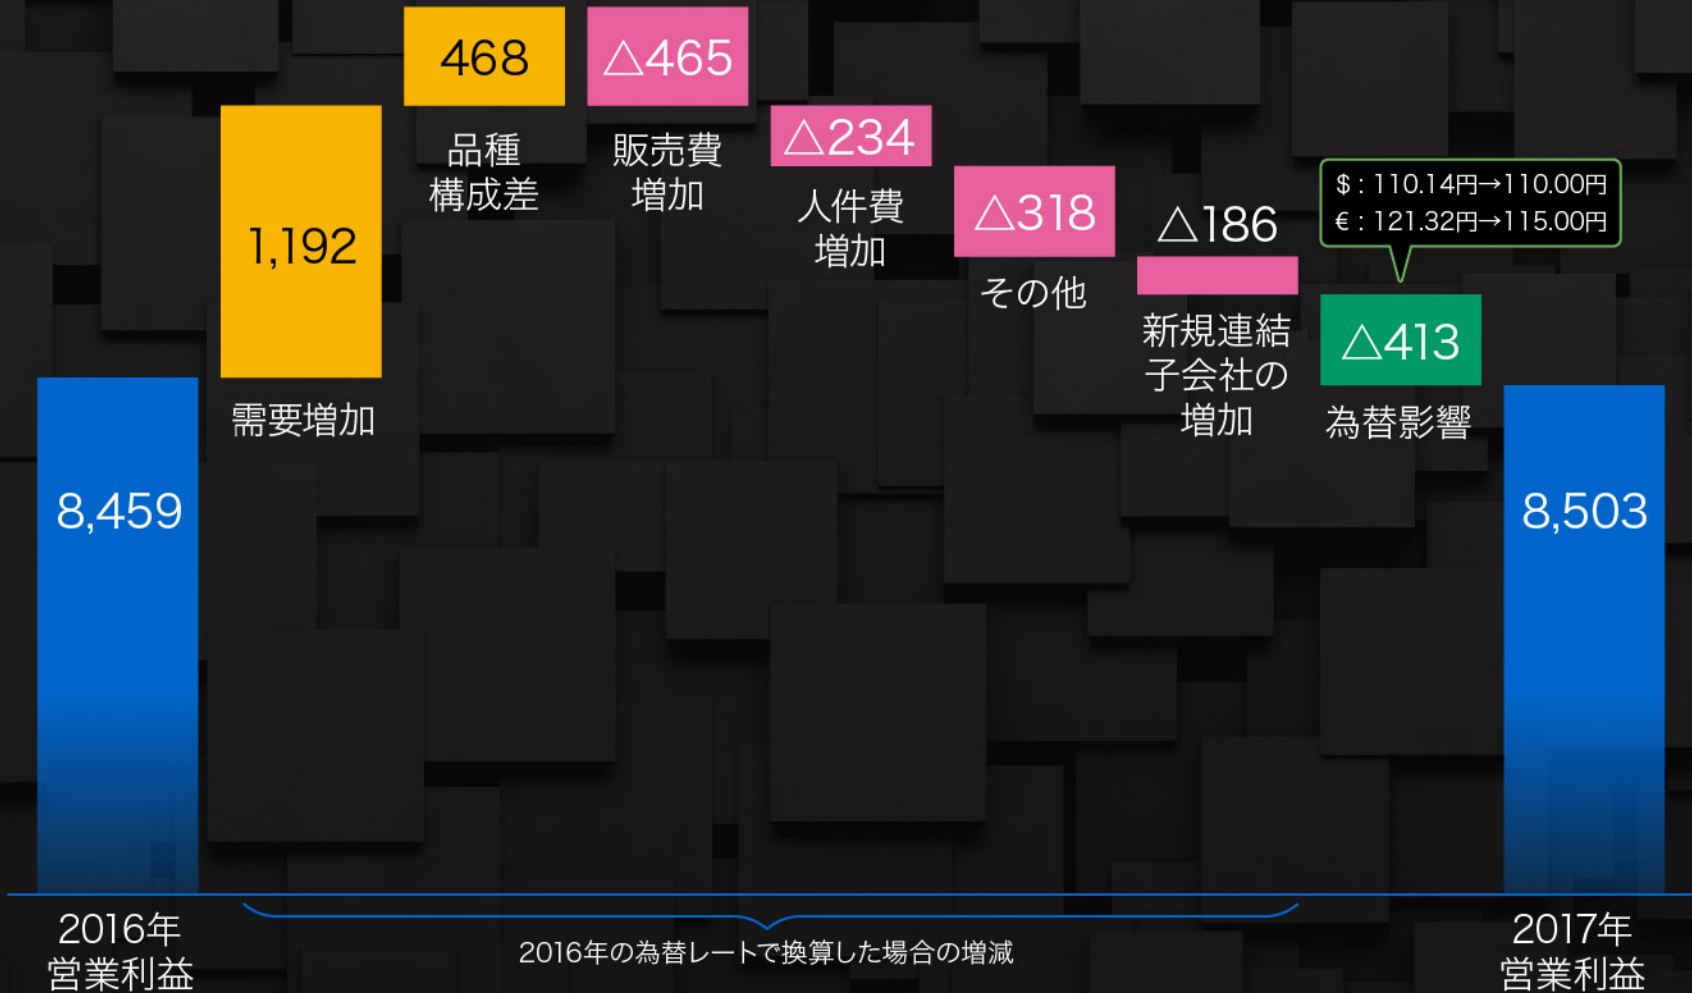 468
△465
1,192
品種
構成差
販売費
増加
△234
人件費
増加
△318
その他
△186
新規連結
子会社の
増加
$ : 110.14円→110.00円
€ : 121.32円→115.00円
△413
為替影響
需要増加
8,459
8,503
2016年
営業利益
2016年の為替レートで換算した場合の増減
2017年
営業利益